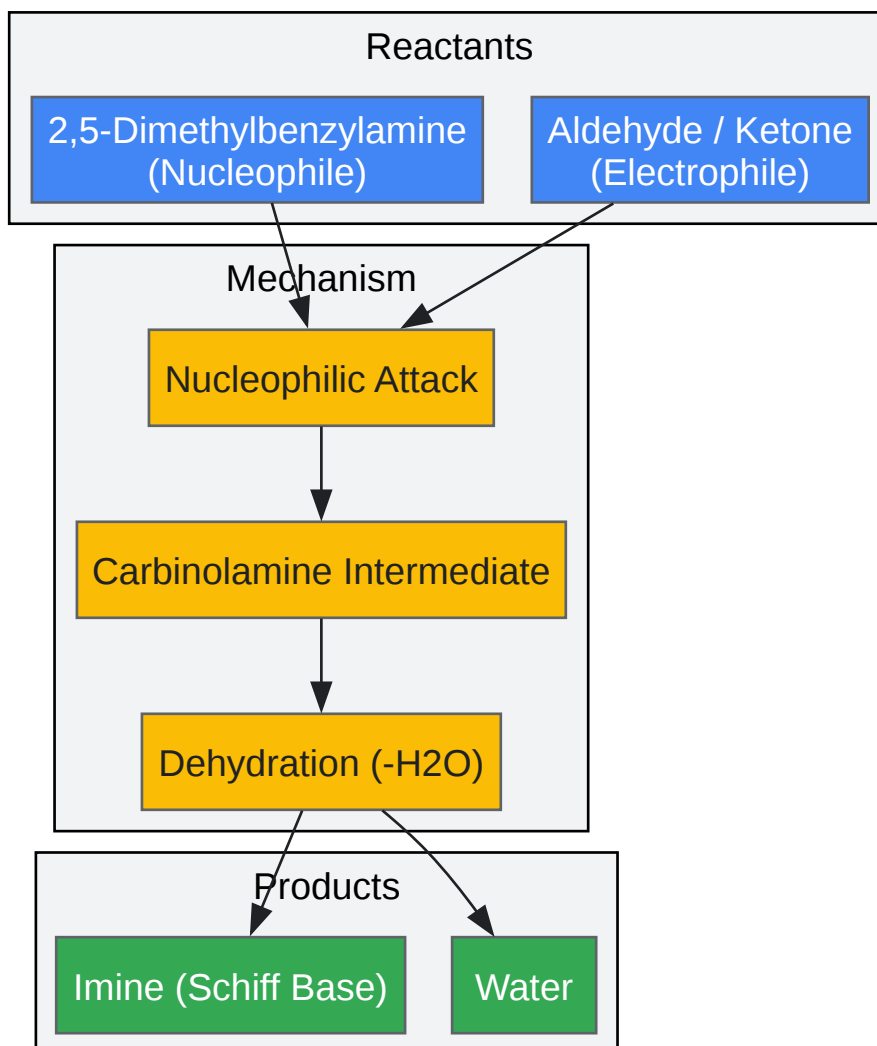 Reactants
2,5-Dimethylbenzylamine
(Nucleophile)
Aldehyde / Ketone
(Electrophile)
Mechanism
Nucleophilic Attack
Carbinolamine Intermediate
Dehydration (-H2O)
Products
Imine (Schiff Base)
Water